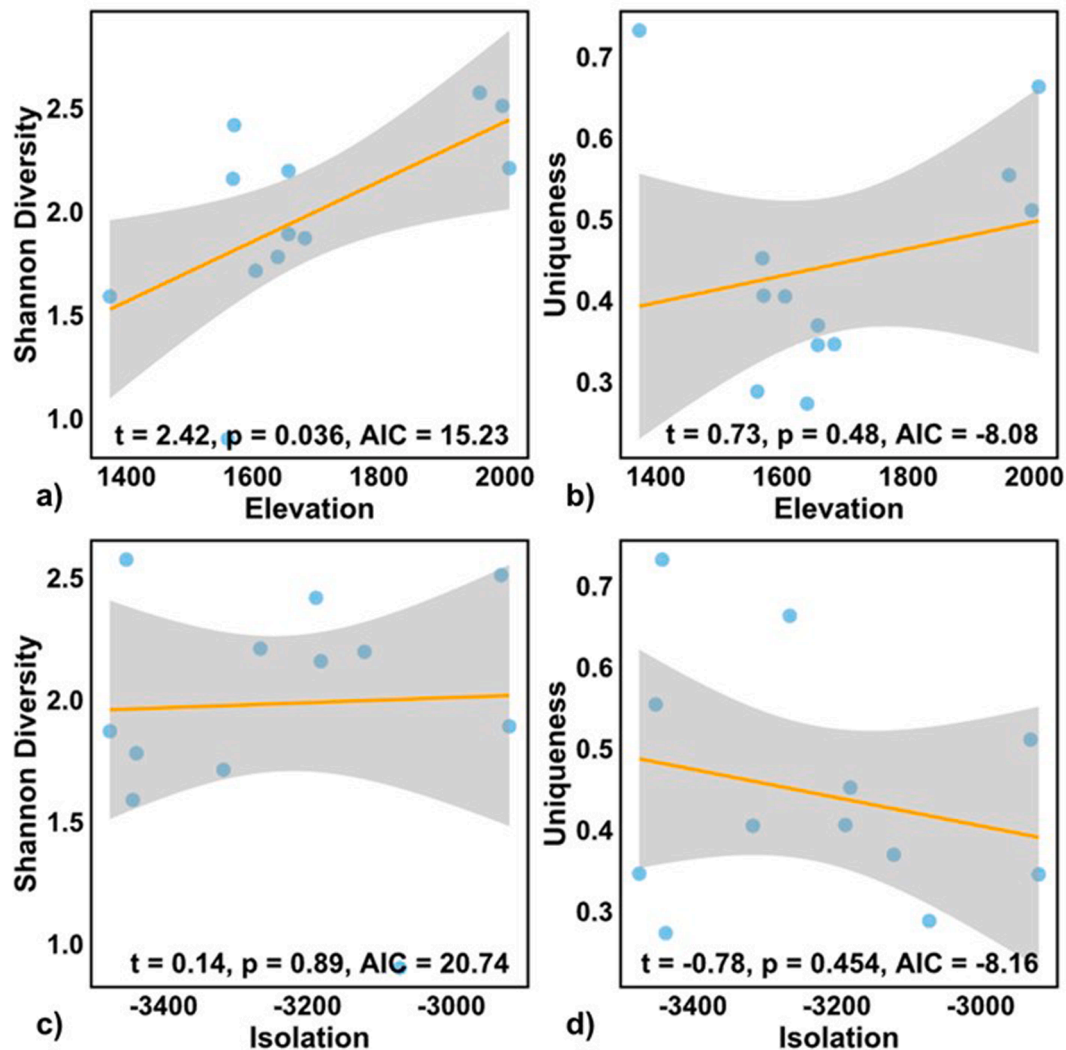 Shannon Diversity
2.5
2.0
1.5
1.0
t = 2.42, p = 0.036, AIC = 15.23
1400 1600 1800 2000
a)
Elevation
Uniqueness
0.7
0.6
0.5
0.4
0.3
t = 0.73, p = 0.48, AIC = -8.08
1400 1600 1800 2000
b)
Elevation
Shannon Diversity
2.5
2.0
1.5
1.0
t = 0.14, p = 0.89, AIC = 20.74
-3400 -3200 -3000
c)
Isolation
Uniqueness
0.7
0.6
0.5
0.4
0.3
t = -0.78, p = 0.454, AIC = -8.16
-3400 -3200 -3000
d)
Isolation